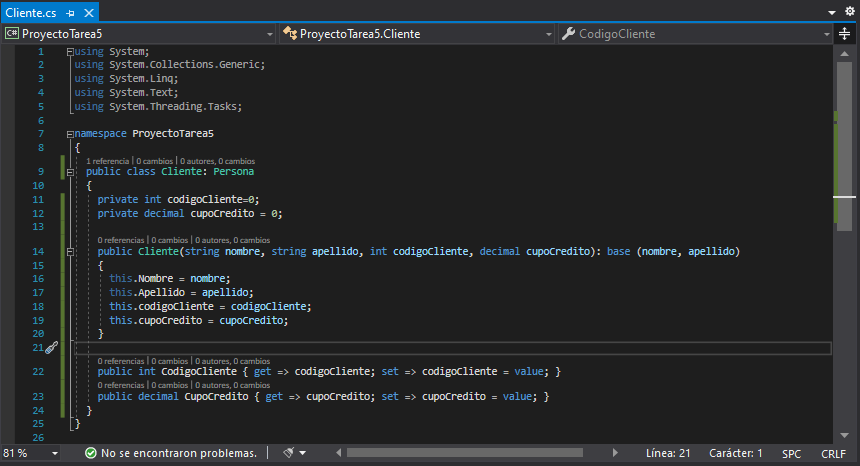 Cliente.cs
C# ProyectoTarea5 ProyectoTarea5.Cliente CodigoCliente
1 using System;
2 using System.Collections.Generic;
3 using System.Linq;
4 using System.Text;
5 using System.Threading.Tasks;
6
7 namespace ProyectoTarea5
8 {
1 referencia | 0 cambios | 0 autores, 0 cambios
9 public class Cliente: Persona
10 {
11 private int codigoCliente=0;
12 private decimal cupoCredito = 0;
13
0 referencias | 0 cambios | 0 autores, 0 cambios
14 public Cliente(string nombre, string apellido, int codigoCliente, decimal cupoCredito): base (nombre, apellido)
15 {
16 this.Nombre = nombre;
17 this.Apellido = apellido;
18 this.codigoCliente = codigoCliente;
19 this.cupoCredito = cupoCredito;
20 }
21
0 referencias | 0 cambios | 0 autores, 0 cambios
22 public int CodigoCliente { get => codigoCliente; set => codigoCliente = value; }
0 referencias | 0 cambios | 0 autores, 0 cambios
23 public decimal CupoCredito { get => cupoCredito; set => cupoCredito = value; }
24 }
25 }
26
81 % No se encontraron problemas. Línea: 21 Carácter: 1 SPC CRLF